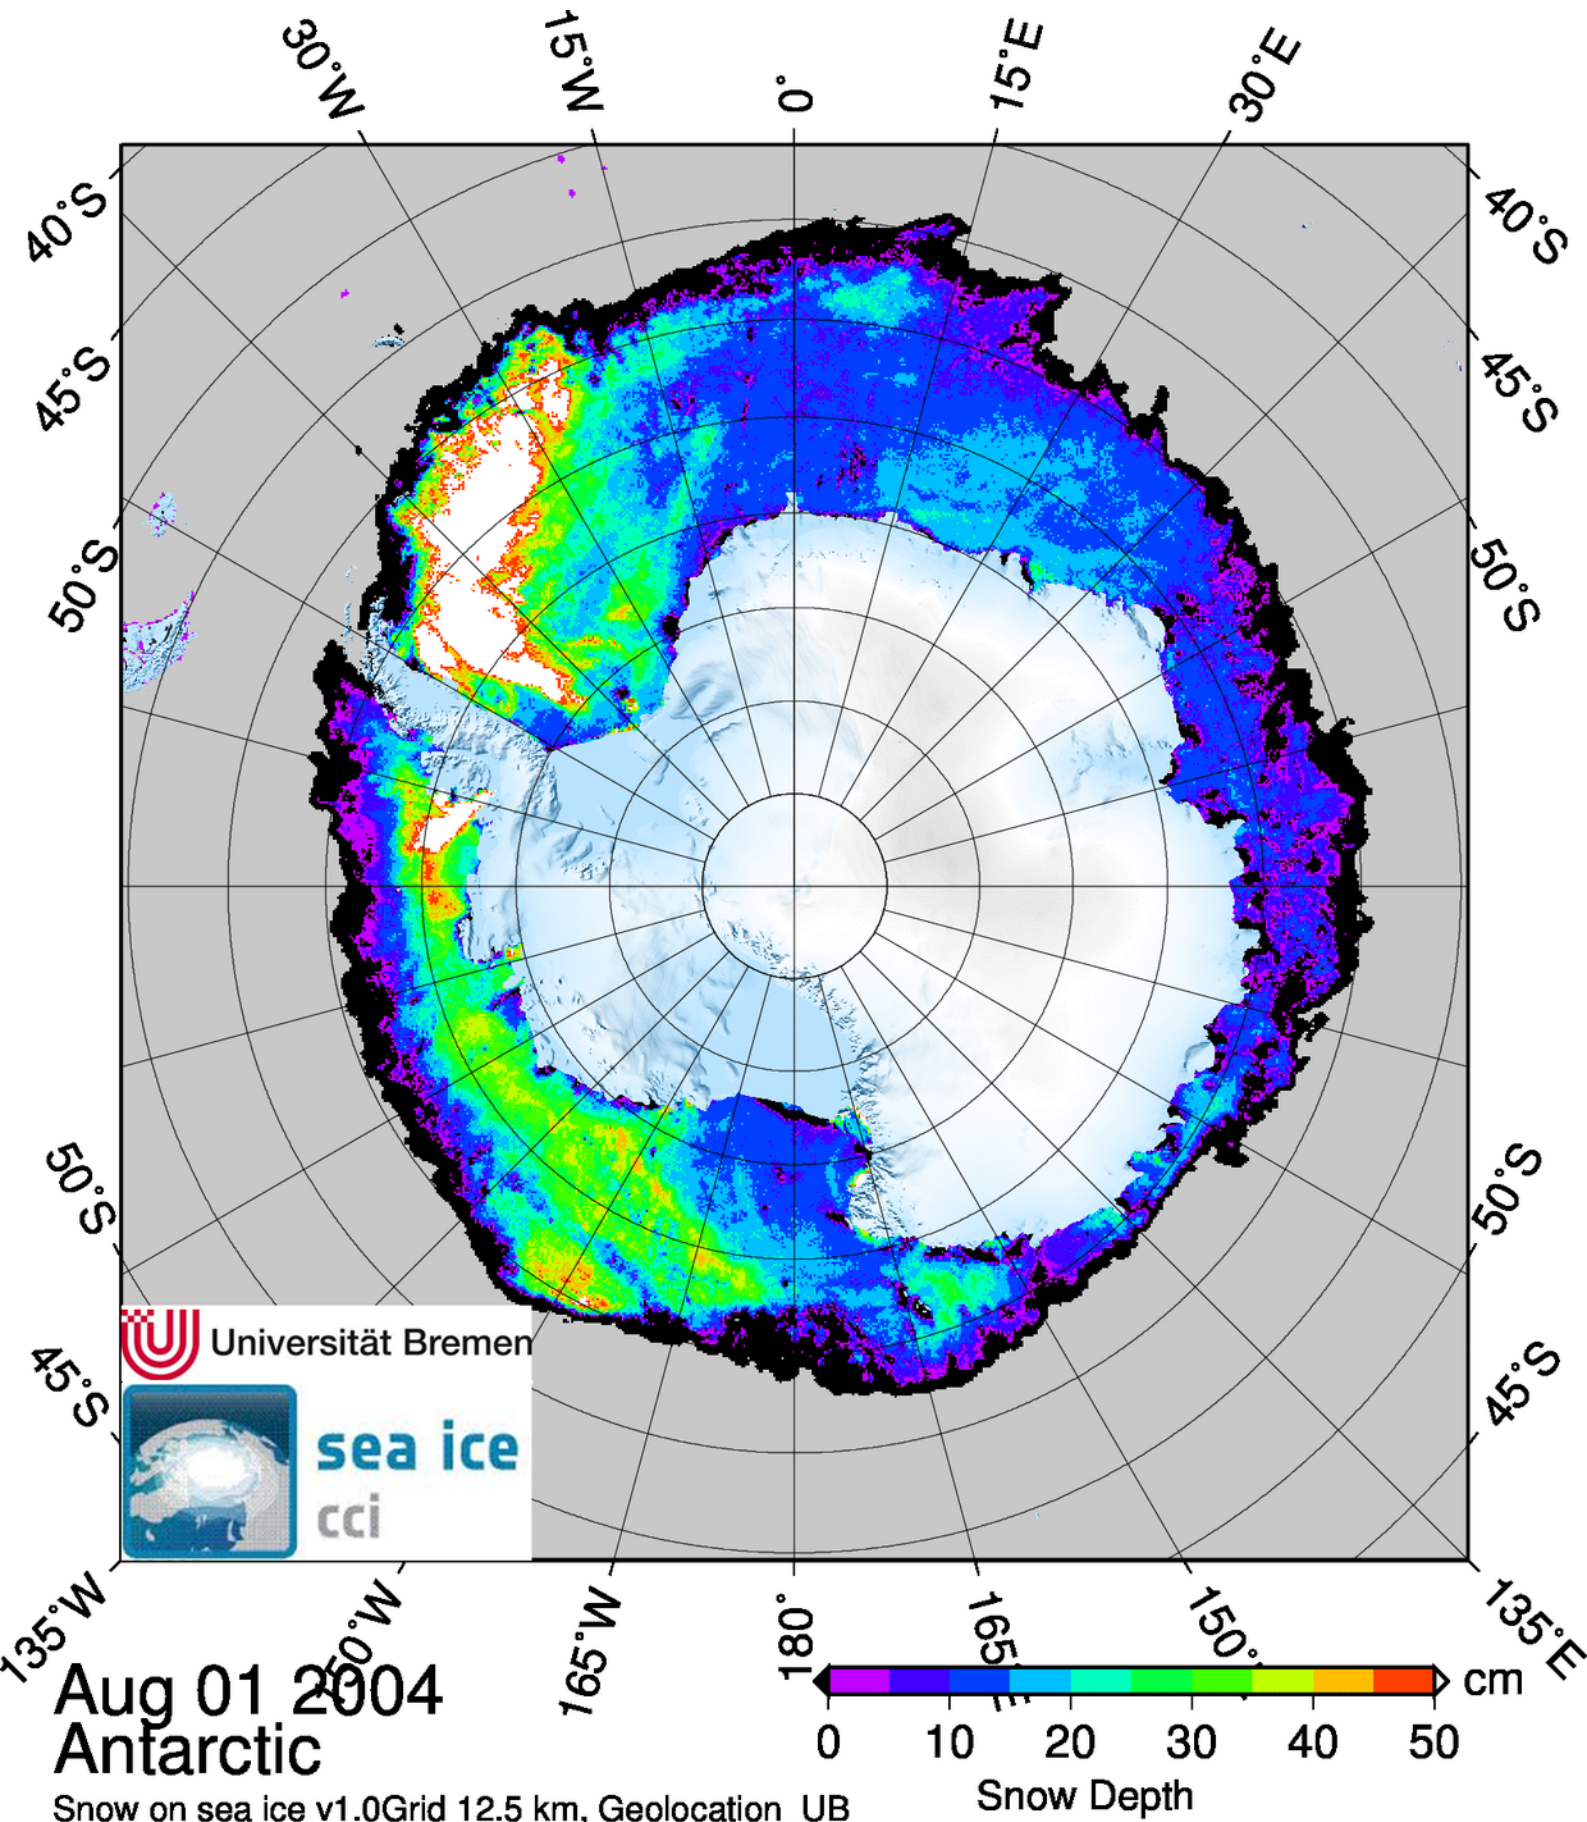 30°W
15°W
0°
15°E
30°E
40°S
40°S
45°S
45°S
50°S
50°S
50°S
50°S
45°S
45°S
Universität Bremen
sea ice
cci
135°W
165°W
180°
135°E
Aug 01 2004
Antarctic
Snow on sea ice v1.0Grid 12.5 km, Geolocation UB
cm
0 10 20 30 40 50
Snow Depth